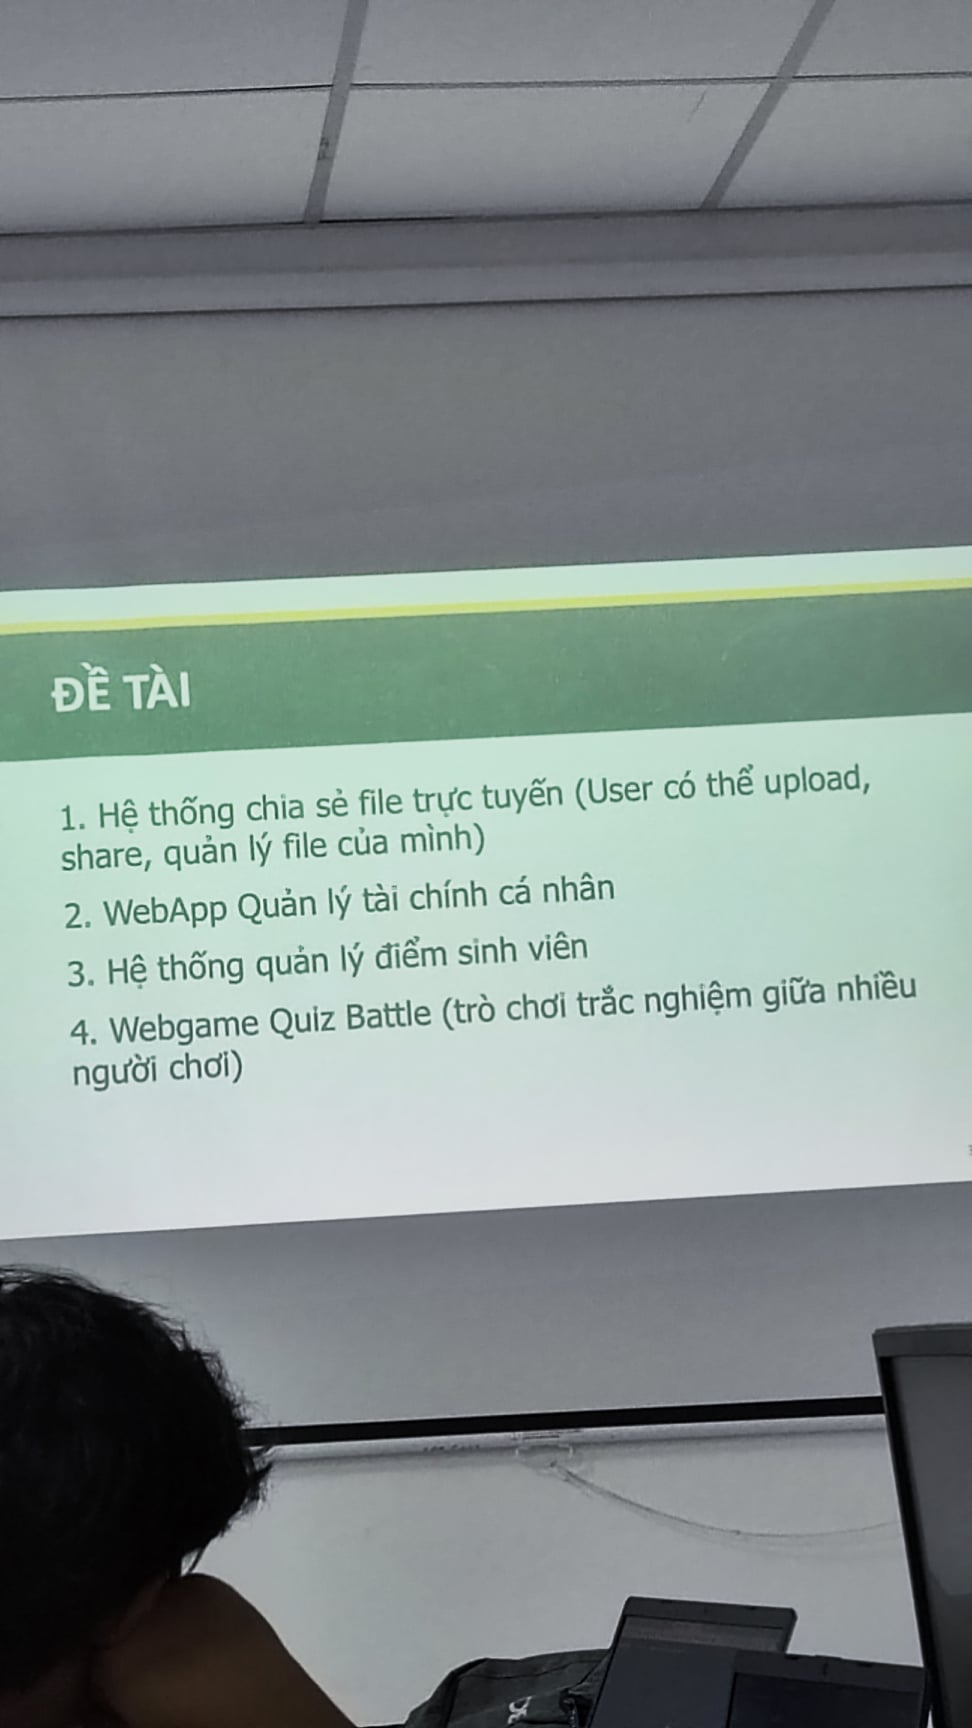 ĐỀ TÀI
1. Hệ thống chia sẻ file trực tuyến (User có thể upload,
share, quản lý file của mình)
2. WebApp Quản lý tài chính cá nhân
3. Hệ thống quản lý điểm sinh viên
4. Webgame Quiz Battle (trò chơi trắc nghiệm giữa nhiều
người chơi)